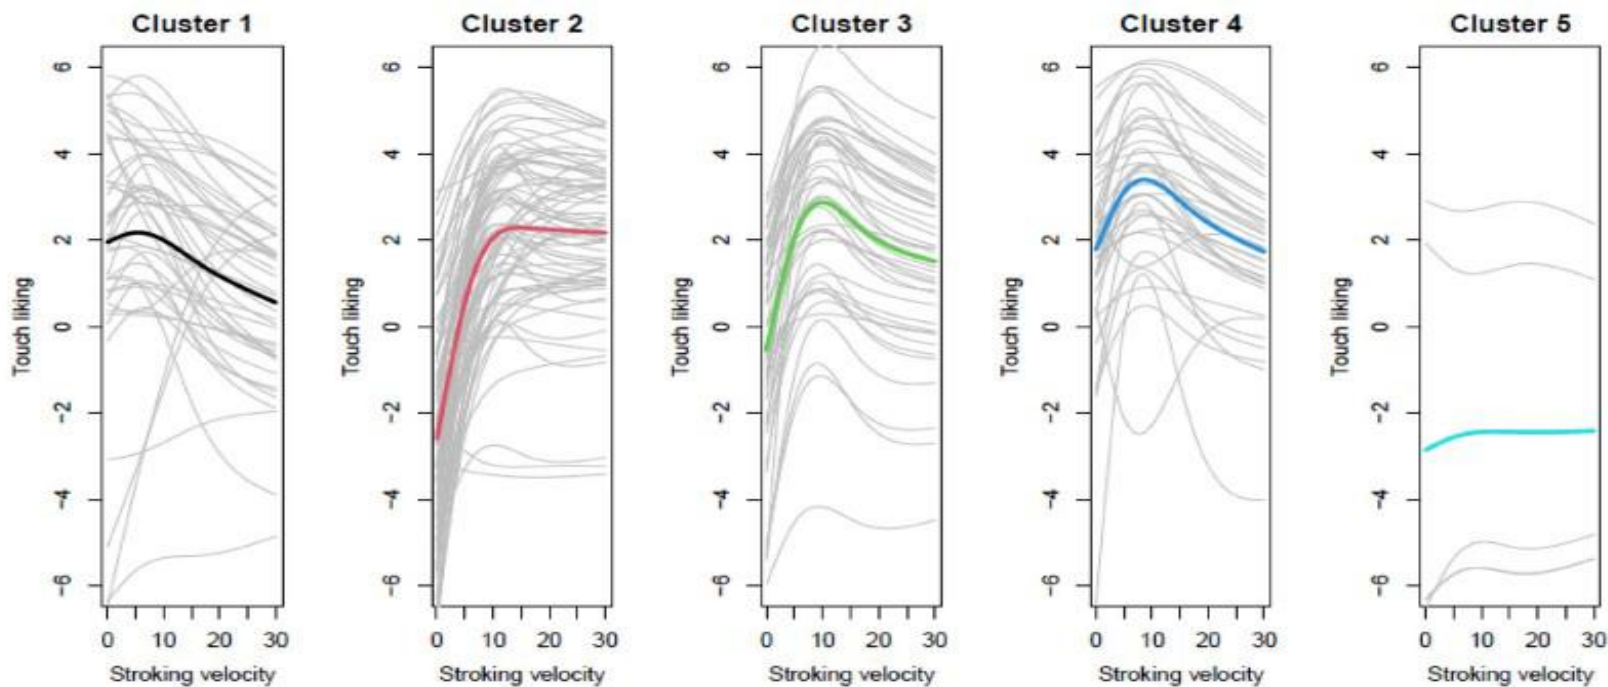 Cluster 1
6
4
2
0
−2
−4
−6
Touch liking
0 10 20 30
Stroking velocity
Cluster 2
6
4
2
0
−2
−4
−6
Touch liking
0 10 20 30
Stroking velocity
Cluster 3
6
4
2
0
−2
−4
−6
Touch liking
0 10 20 30
Stroking velocity
Cluster 4
6
4
2
0
−2
−4
−6
Touch liking
0 10 20 30
Stroking velocity
Cluster 5
6
4
2
0
−2
−4
−6
Touch liking
0 10 20 30
Stroking velocity